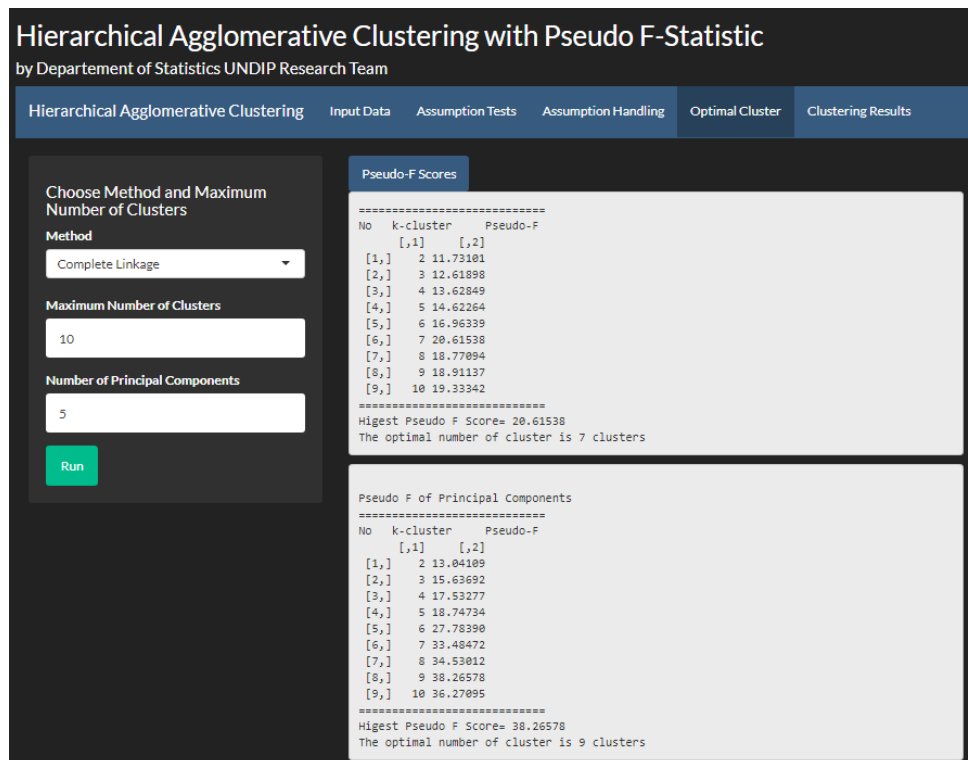 Hierarchical Agglomerative Clustering with Pseudo F-Statistic
by Departement of Statistics UNDIP Research Team
Hierarchical Agglomerative Clustering Input Data Assumption Tests Assumption Handling Optimal Cluster Clustering Results
Choose Method and Maximum
Number of Clusters
Method
Complete Linkage
Maximum Number of Clusters
10
Number of Principal Components
5
Run
Pseudo-F Scores
============================
No k-cluster Pseudo-F
[,1] [,2]
[1,] 2 11.73101
[2,] 3 12.61898
[3,] 4 13.62849
[4,] 5 14.62264
[5,] 6 16.96339
[6,] 7 20.61538
[7,] 8 18.77094
[8,] 9 18.91137
[9,] 10 19.33342
============================
Higest Pseudo F Score= 20.61538
The optimal number of cluster is 7 clusters
Pseudo F of Principal Components
============================
No k-cluster Pseudo-F
[,1] [,2]
[1,] 2 13.04109
[2,] 3 15.63692
[3,] 4 17.53277
[4,] 5 18.74734
[5,] 6 27.78390
[6,] 7 33.48472
[7,] 8 34.53012
[8,] 9 38.26578
[9,] 10 36.27095
============================
Higest Pseudo F Score= 38.26578
The optimal number of cluster is 9 clusters